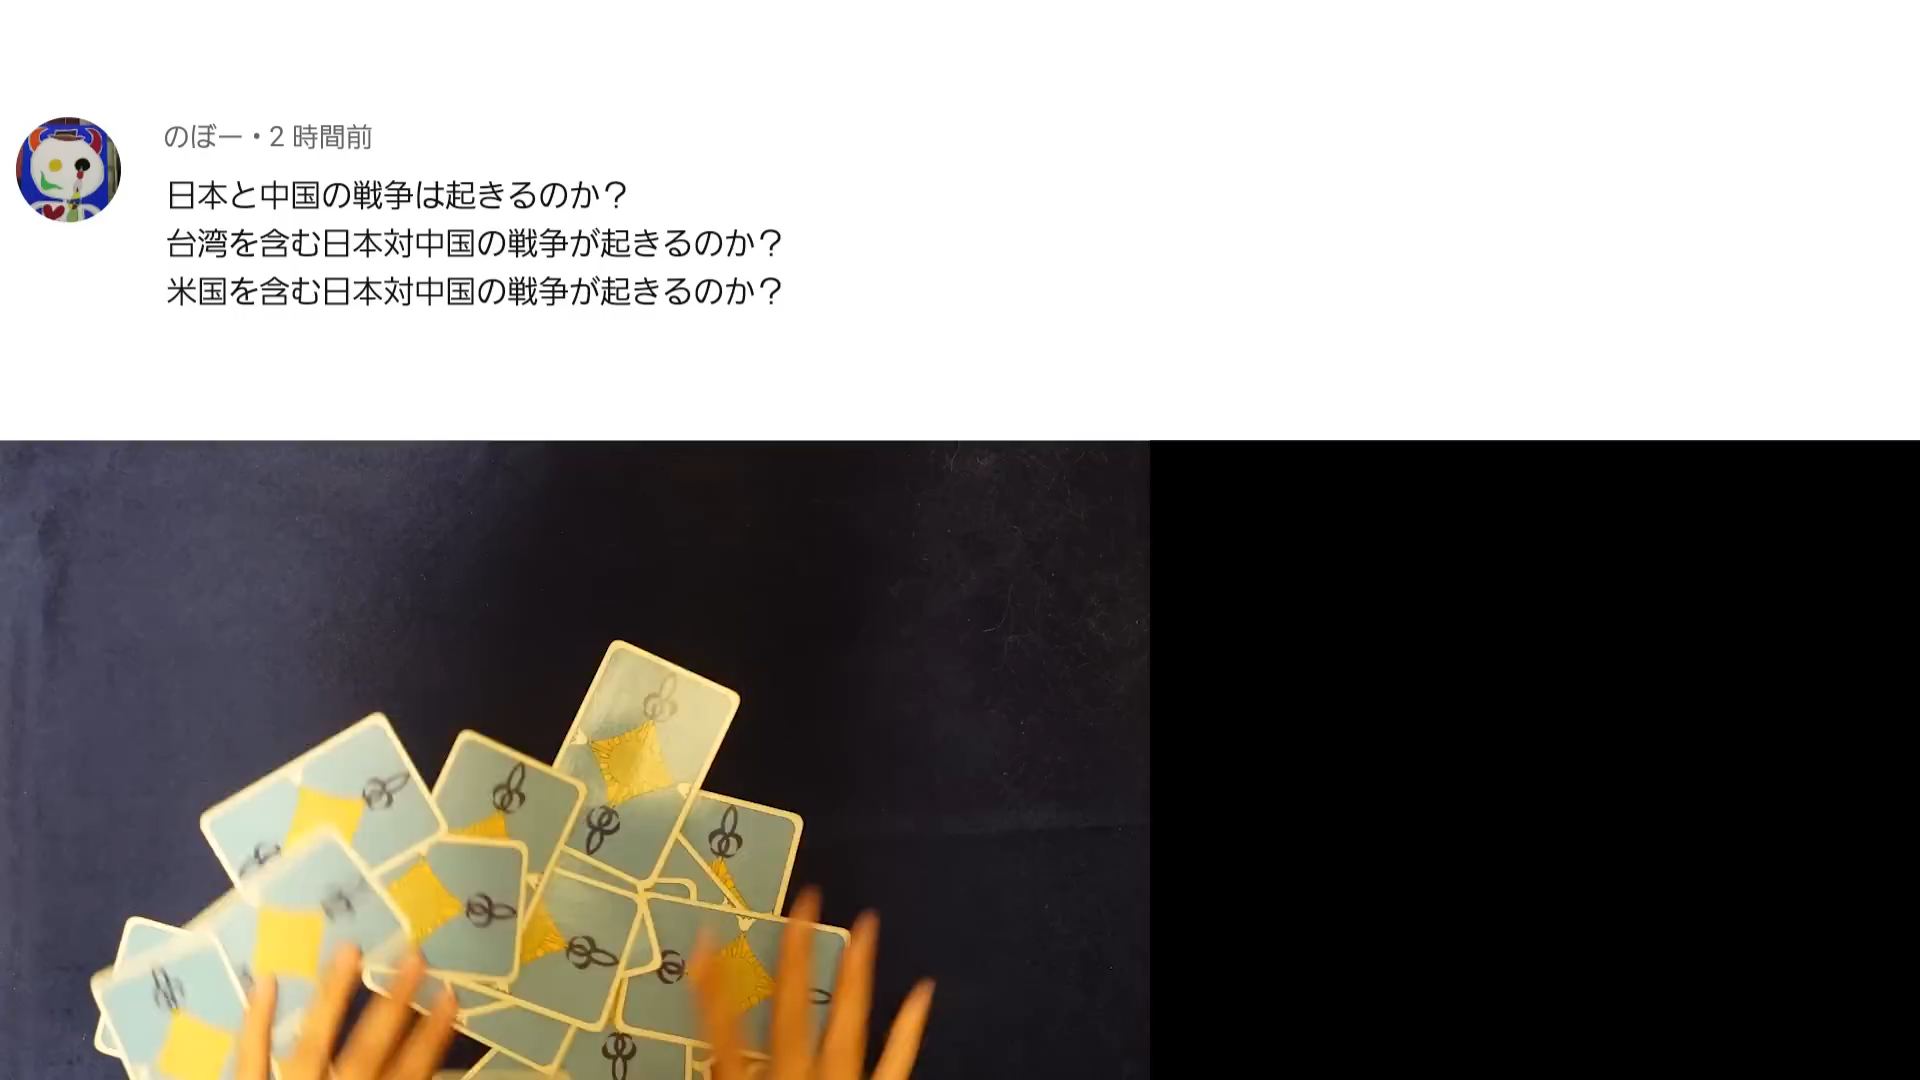 のぼー・2 時間前
日本と中国の戦争は起きるのか？
台湾を含む日本対中国の戦争が起きるのか？
米国を含む日本対中国の戦争が起きるのか？